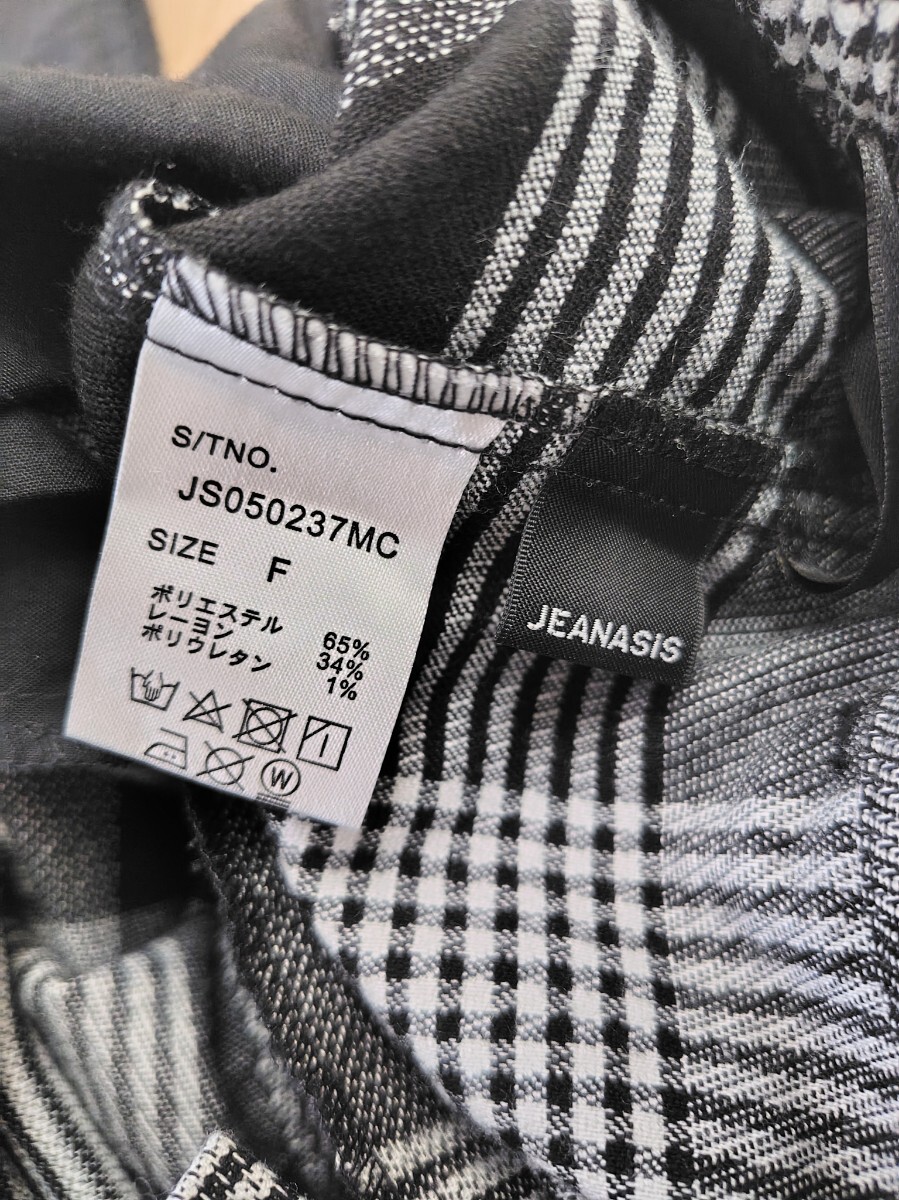 S/TNO.
JS050237MC
SIZE F
ポリエステル 65%
レーヨン 34%
ポリウレタン 1%
W
JEANASIS